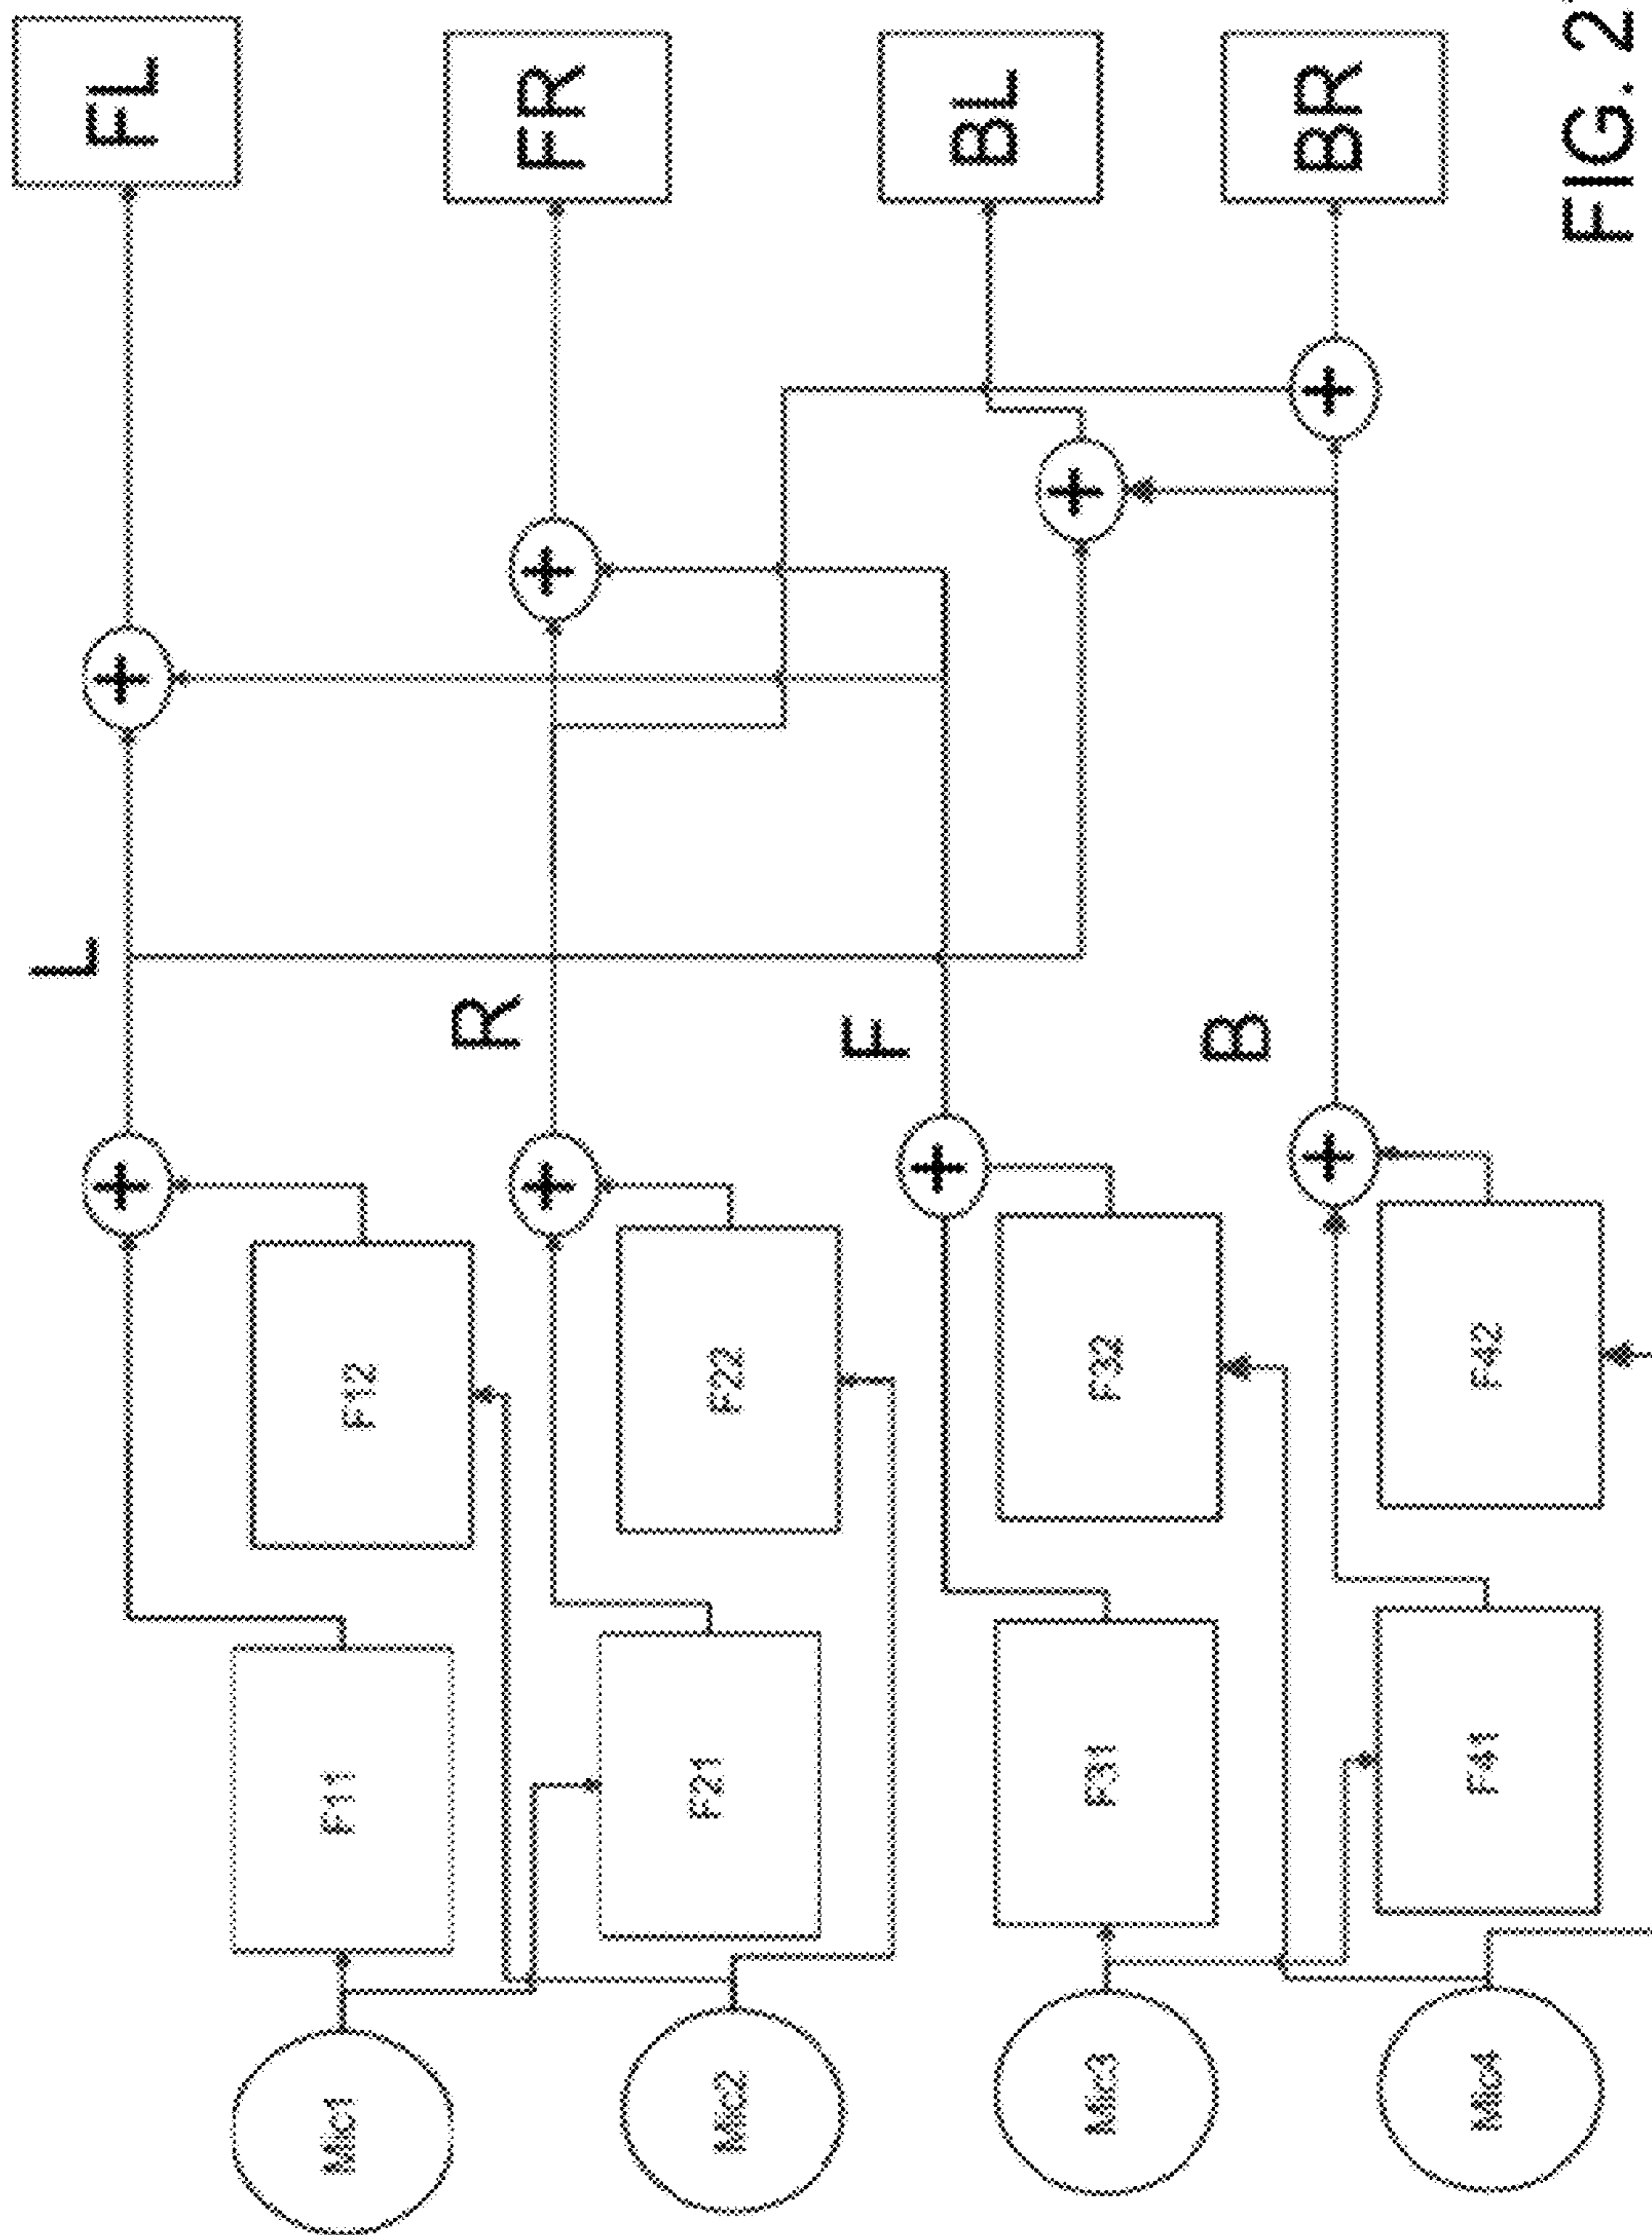 L
+
+
FL
Mic1
F11
F12
R
+
+
FR
Mic2
F21
F22
F
+
BL
+
Mic3
F31
F32
B
+
+
BR
Mic4
F41
F42
FIG. 2